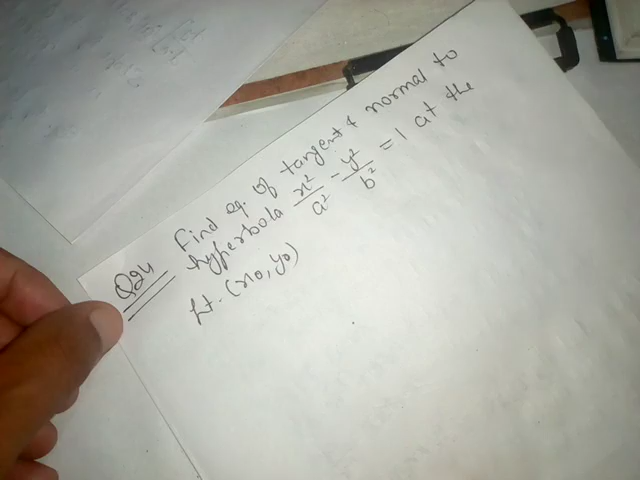 Q24 Find eq. of tangent & normal to
hyperbola x²/a² - y²/b² = 1 at the
pt. (x0, y0)